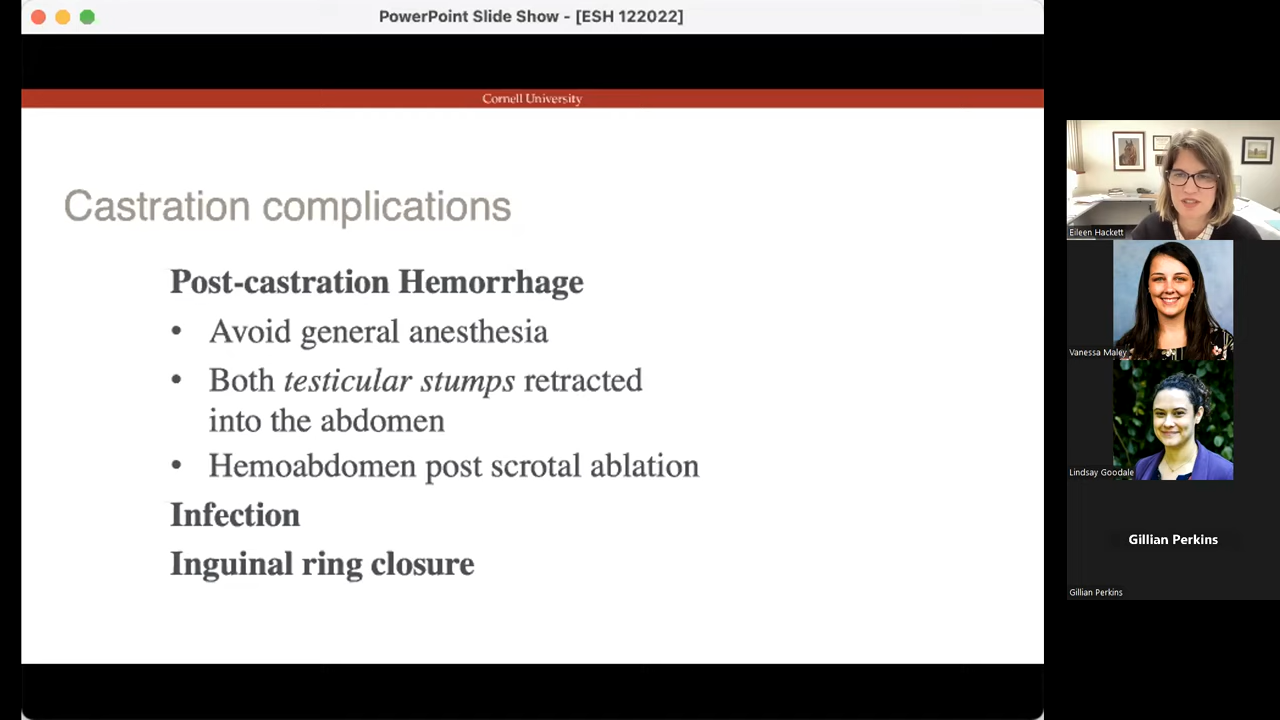 PowerPoint Slide Show - [ESH 122022]
Cornell University
Castration complications
Post-castration Hemorrhage
• Avoid general anesthesia
• Both testicular stumps retracted
into the abdomen
• Hemoabdomen post scrotal ablation
Infection
Inguinal ring closure
Eileen Hackett
Vanessa Maley
Lindsay Goodale
Gillian Perkins
Gillian Perkins